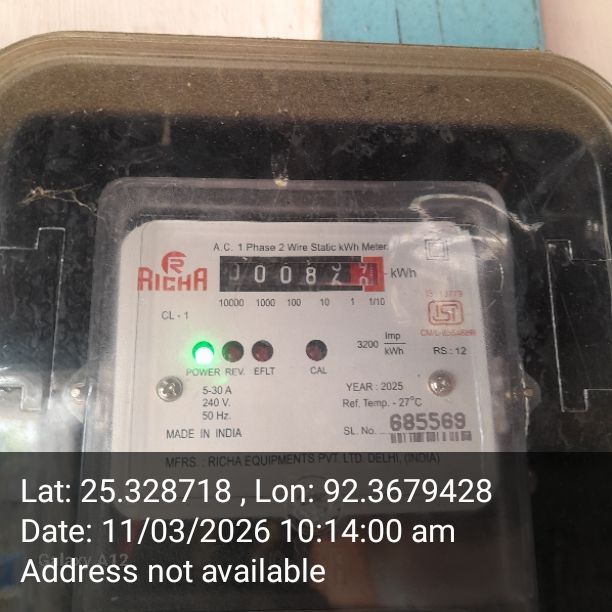 A.C. 1 Phase 2 Wire Static kWh Meter
RICHA
kWh
10000 1000 100 10 1 1/10
CL - 1
3200 Imp/kWh
RS : 12
POWER REV. EFLT CAL
5-30 A
240 V.
50 Hz.
YEAR : 2025
Ref. Temp. - 27°C
MADE IN INDIA
SL. No. 685569
MFRS. : RICHA EQUIPMENTS PVT. LTD. DELHI, (INDIA)
Lat: 25.328718 , Lon: 92.3679428
Date: 11/03/2026 10:14:00 am
Galaxy A12
Address not available